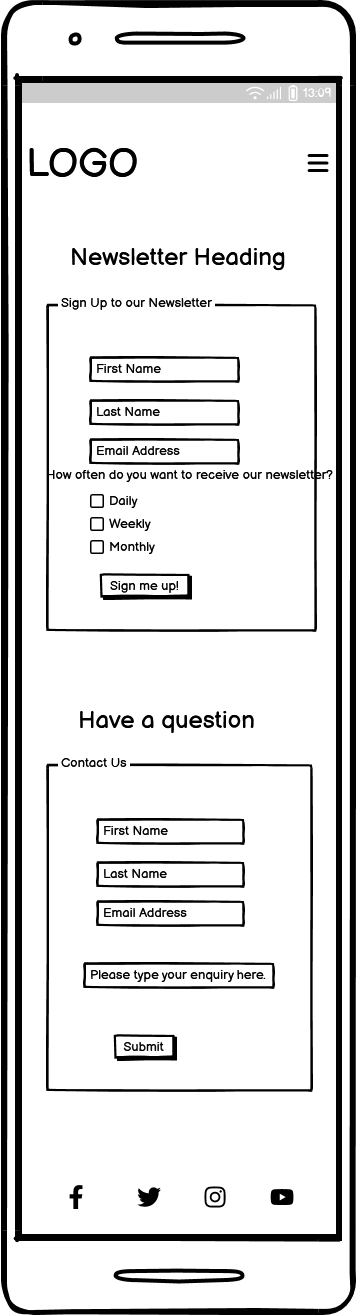 13:09
LOGO
Newsletter Heading
Sign Up to our Newsletter
First Name
Last Name
Email Address
How often do you want to receive our newsletter?
Daily
Weekly
Monthly
Sign me up!
Have a question
Contact Us
First Name
Last Name
Email Address
Please type your enquiry here.
Submit